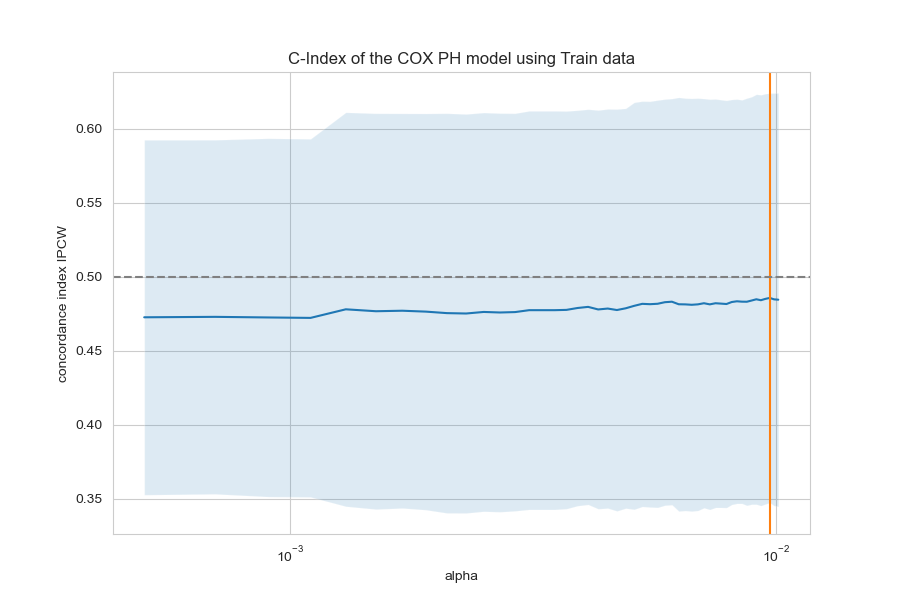 C-Index of the COX PH model using Train data
concordance index IPCW
0.60
0.55
0.50
0.45
0.40
0.35
10⁻³
10⁻²
alpha